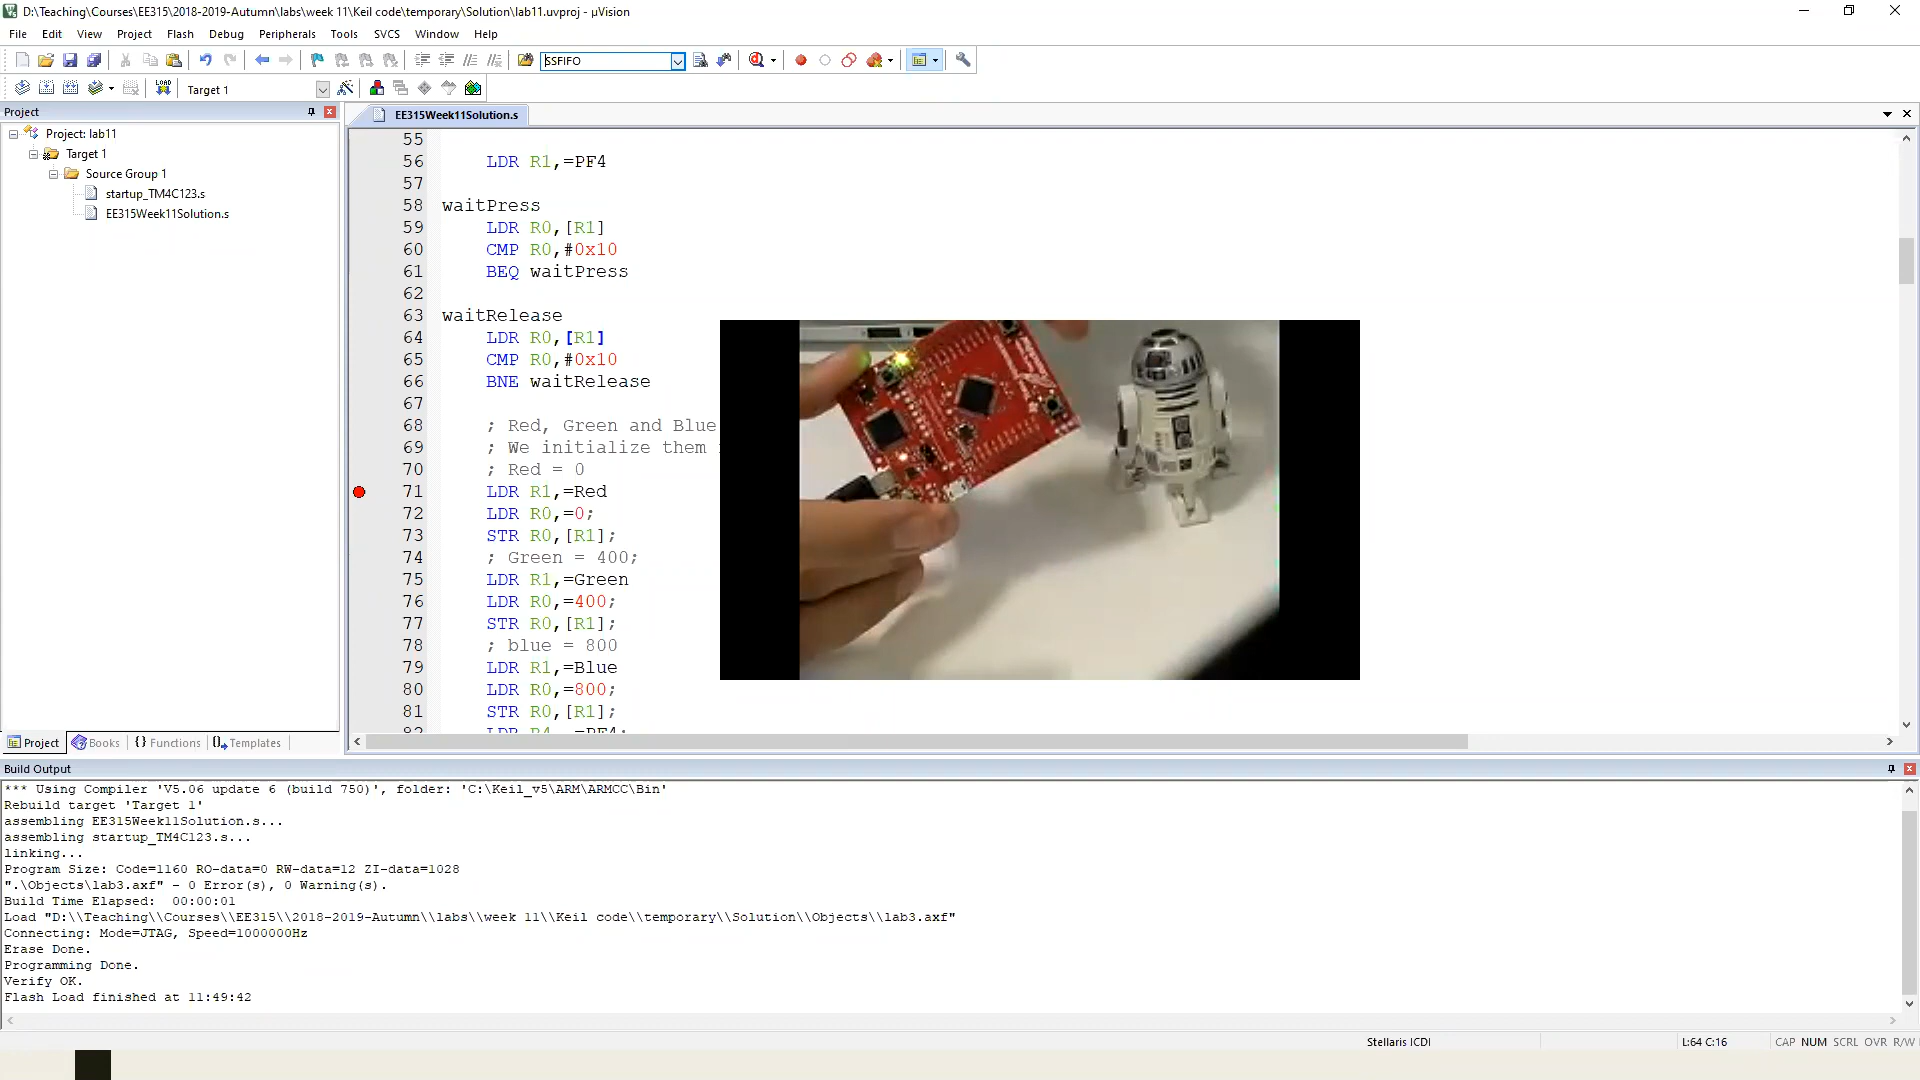 D:\Teaching\Courses\EE315\2018-2019-Autumn\labs\week 11\Keil code\temporary\Solution\lab11.uvproj - µVision
File Edit View Project Flash Debug Peripherals Tools SVCS Window Help
SSFIFO
LOAD
Target 1
Project
Project: lab11
Target 1
Source Group 1
startup_TM4C123.s
EE315Week11Solution.s
Project Books Functions Templates
EE315Week11Solution.s
55
56 LDR R1,=PF4
57
58 waitPress
59 LDR R0,[R1]
60 CMP R0,#0x10
61 BEQ waitPress
62
63 waitRelease
64 LDR R0,[R1]
65 CMP R0,#0x10
66 BNE waitRelease
67
68 ; Red, Green and Blue
69 ; We initialize them
70 ; Red = 0
71 LDR R1,=Red
72 LDR R0,=0;
73 STR R0,[R1];
74 ; Green = 400;
75 LDR R1,=Green
76 LDR R0,=400;
77 STR R0,[R1];
78 ; blue = 800
79 LDR R1,=Blue
80 LDR R0,=800;
81 STR R0,[R1];
Build Output
*** Using Compiler 'V5.06 update 6 (build 750)', folder: 'C:\Keil_v5\ARM\ARMCC\Bin'
Rebuild target 'Target 1'
assembling EE315Week11Solution.s...
assembling startup_TM4C123.s...
linking...
Program Size: Code=1160 RO-data=0 RW-data=12 ZI-data=1028
".\Objects\lab3.axf" - 0 Error(s), 0 Warning(s).
Build Time Elapsed:  00:00:01
Load "D:\\Teaching\\Courses\\EE315\\2018-2019-Autumn\\labs\\week 11\\Keil code\\temporary\\Solution\\Objects\\lab3.axf"
Connecting: Mode=JTAG, Speed=1000000Hz
Erase Done.
Programming Done.
Verify OK.
Flash Load finished at 11:49:42
Stellaris ICDI L:64 C:16 CAP NUM SCRL OVR R/W